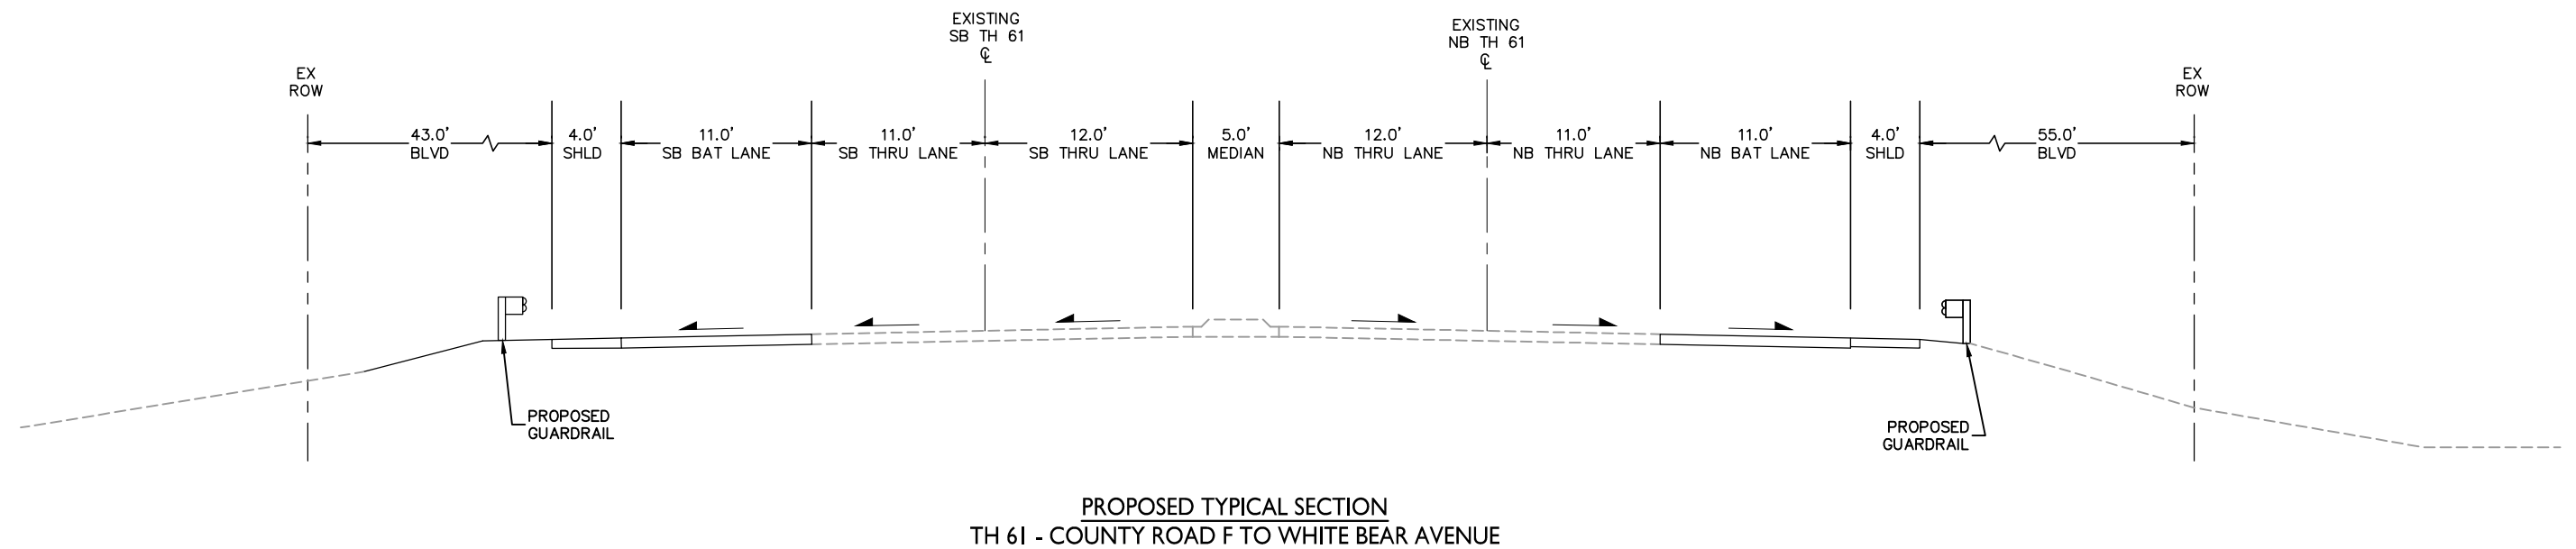 EXISTING
SB TH 61
℄
EXISTING
NB TH 61
℄
EX
ROW
EX
ROW
43.0'
BLVD
4.0'
SHLD
11.0'
SB BAT LANE
11.0'
SB THRU LANE
12.0'
SB THRU LANE
5.0'
MEDIAN
12.0'
NB THRU LANE
11.0'
NB THRU LANE
11.0'
NB BAT LANE
4.0'
SHLD
55.0'
BLVD
PROPOSED
GUARDRAIL
PROPOSED
GUARDRAIL
PROPOSED TYPICAL SECTION
TH 61 - COUNTY ROAD F TO WHITE BEAR AVENUE